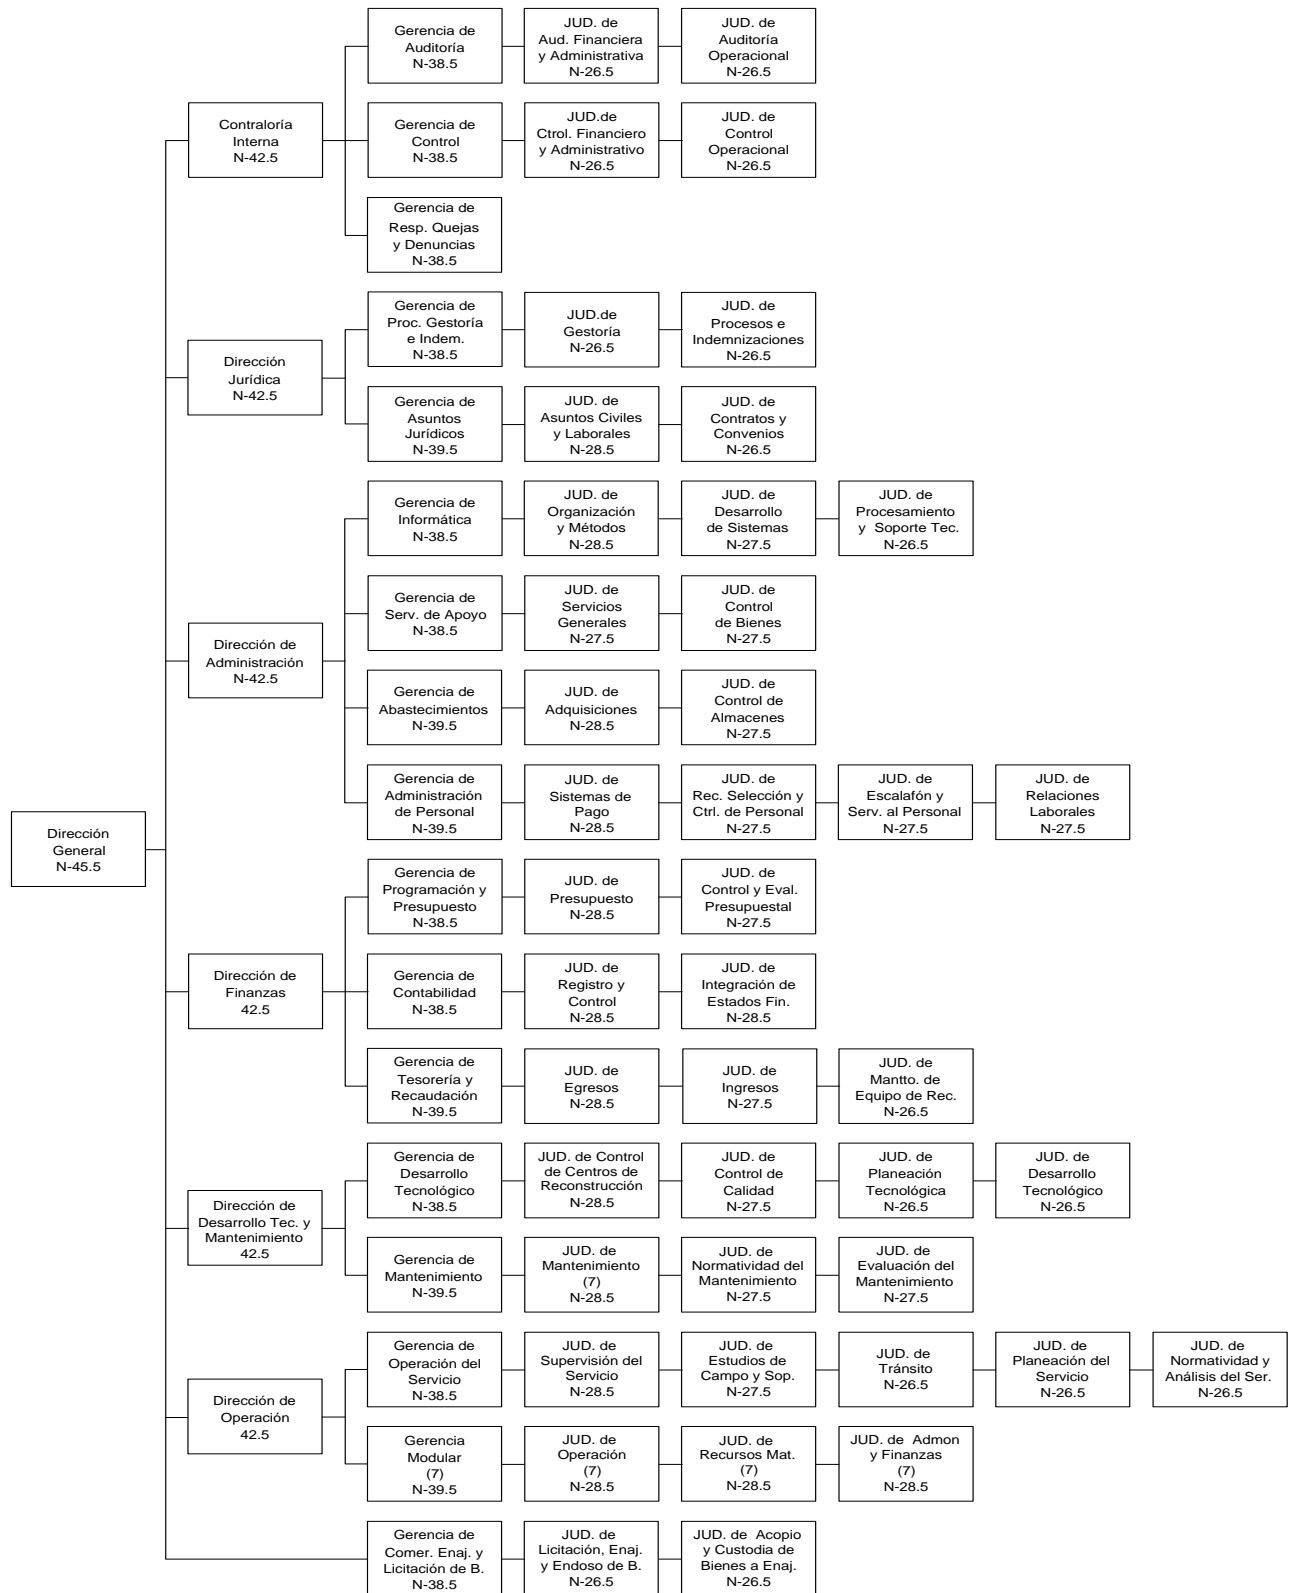 Gerencia de
Auditoría
N-38.5
JUD. de
Aud. Financiera
y Administrativa
N-26.5
JUD. de
Auditoría
Operacional
N-26.5
Contraloría
Interna
N-42.5
Gerencia de
Control
N-38.5
JUD.de
Ctrol. Financiero
y Administrativo
N-26.5
JUD. de
Control
Operacional
N-26.5
Gerencia de
Resp. Quejas
y Denuncias
N-38.5
Dirección
Jurídica
N-42.5
Gerencia de
Proc. Gestoría
e Indem.
N-38.5
JUD.de
Gestoría
N-26.5
JUD. de
Procesos e
Indemnizaciones
N-26.5
Gerencia de
Asuntos
Jurídicos
N-39.5
JUD. de
Asuntos Civiles
y Laborales
N-28.5
JUD. de
Contratos y
Convenios
N-26.5
Dirección de
Administración
N-42.5
Gerencia de
Informática
N-38.5
JUD. de
Organización
y Métodos
N-28.5
JUD. de
Desarrollo
de Sistemas
N-27.5
JUD. de
Procesamiento
y Soporte Tec.
N-26.5
Gerencia de
Serv. de Apoyo
N-38.5
JUD. de
Servicios
Generales
N-27.5
JUD. de
Control
de Bienes
N-27.5
Gerencia de
Abastecimientos
N-39.5
JUD. de
Adquisiciones
N-28.5
JUD. de
Control de
Almacenes
N-27.5
Gerencia de
Administración
de Personal
N-39.5
JUD. de
Sistemas de
Pago
N-28.5
JUD. de
Rec. Selección y
Ctrl. de Personal
N-27.5
JUD. de
Escalafón y
Serv. al Personal
N-27.5
JUD. de
Relaciones
Laborales
N-27.5
Dirección
General
N-45.5
Dirección de
Finanzas
42.5
Gerencia de
Programación y
Presupuesto
N-38.5
JUD. de
Presupuesto
N-28.5
JUD. de
Control y Eval.
Presupuestal
N-27.5
Gerencia de
Contabilidad
N-38.5
JUD. de
Registro y
Control
N-28.5
JUD. de
Integración de
Estados Fin.
N-28.5
Gerencia de
Tesorería y
Recaudación
N-39.5
JUD. de
Egresos
N-28.5
JUD. de
Ingresos
N-27.5
JUD. de
Mantto. de
Equipo de Rec.
N-26.5
Dirección de
Desarrollo Tec. y
Mantenimiento
42.5
Gerencia de
Desarrollo
Tecnológico
N-38.5
JUD. de Control
de Centros de
Reconstrucción
N-28.5
JUD. de
Control de
Calidad
N-27.5
JUD. de
Planeación
Tecnológica
N-26.5
JUD. de
Desarrollo
Tecnológico
N-26.5
Gerencia de
Mantenimiento
N-39.5
JUD. de
Mantenimiento
(7)
N-28.5
JUD. de
Normatividad del
Mantenimiento
N-27.5
JUD. de
Evaluación del
Mantenimiento
N-27.5
Dirección de
Operación
42.5
Gerencia de
Operación del
Servicio
N-38.5
JUD. de
Supervisión del
Servicio
N-28.5
JUD. de
Estudios de
Campo y Sop.
N-27.5
JUD. de
Tránsito
N-26.5
JUD. de
Planeación del
Servicio
N-26.5
JUD. de
Normatividad y
Análisis del Ser.
N-26.5
Gerencia
Modular
(7)
N-39.5
JUD. de
Operación
(7)
N-28.5
JUD. de
Recursos Mat.
(7)
N-28.5
JUD. de Admon
y Finanzas
(7)
N-28.5
Gerencia de
Comer. Enaj. y
Licitación de B.
N-38.5
JUD. de
Licitación, Enaj.
y Endoso de B.
N-26.5
JUD. de Acopio
y Custodia de
Bienes a Enaj.
N-26.5